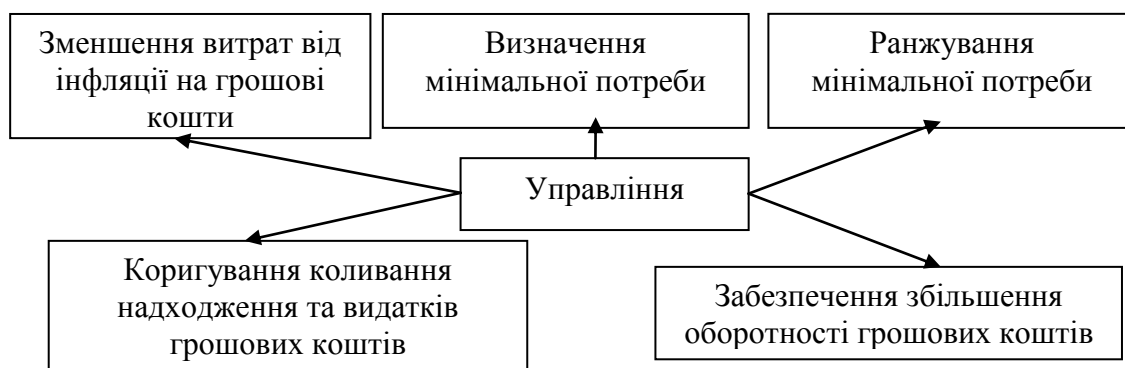 Зменшення витрат від
інфляції на грошові
кошти
Визначення
мінімальної потреби
Ранжування
мінімальної потреби
Управління
Коригування коливання
надходження та видатків
грошових коштів
Забезпечення збільшення
оборотності грошових коштів